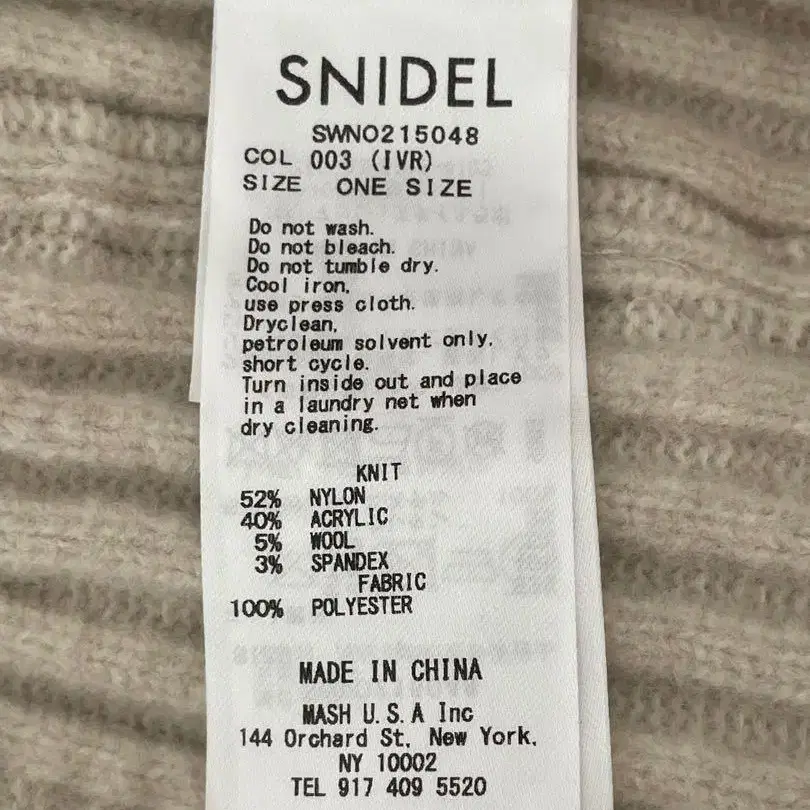 SNIDEL
SWNO215048
COL 003 (IVR)
SIZE ONE SIZE
Do not wash.
Do not bleach.
Do not tumble dry.
Cool iron,
use press cloth.
Dryclean,
petroleum solvent only,
short cycle.
Turn inside out and place
in a laundry net when
dry cleaning.
KNIT
52% NYLON
40% ACRYLIC
5% WOOL
3% SPANDEX
FABRIC
100% POLYESTER
MADE IN CHINA
MASH U.S.A Inc
144 Orchard St, New York,
NY 10002
TEL 917 409 5520